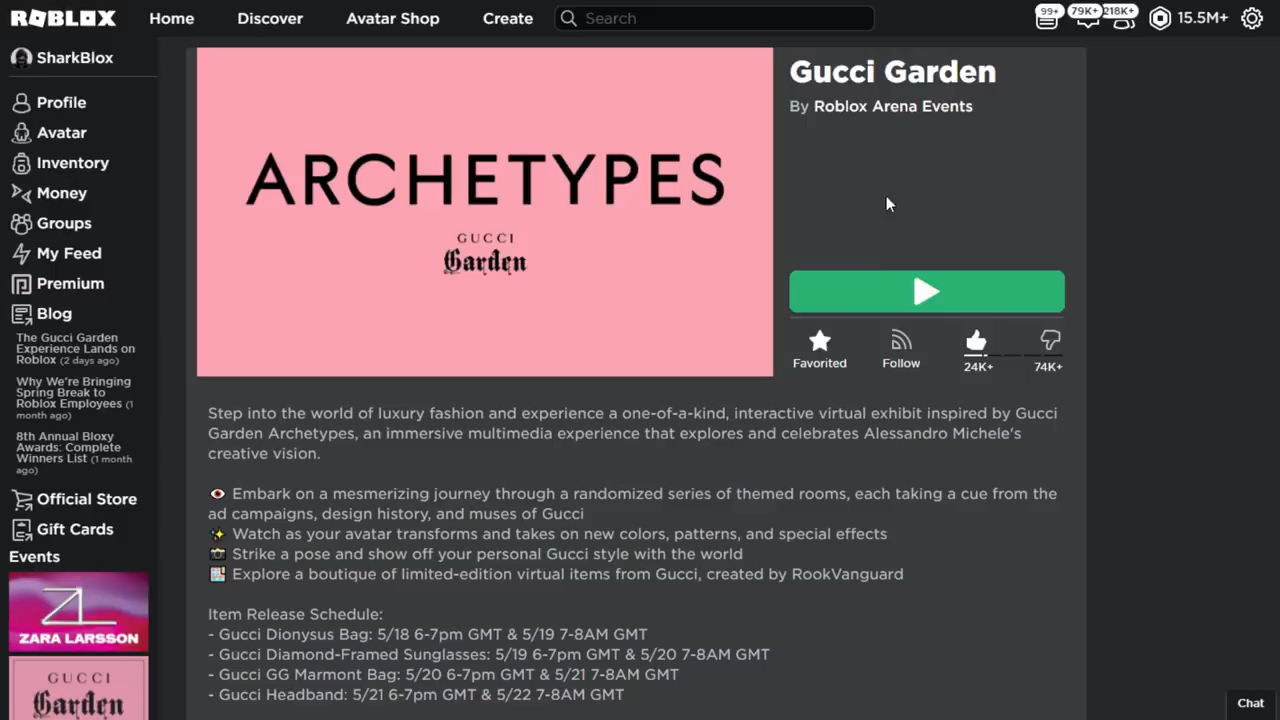 ROBLOX
Home
Discover
Avatar Shop
Create
Search
99+
79K+
218K+
15.5M+
SharkBlox
Profile
Avatar
Inventory
Money
Groups
My Feed
Premium
Blog
The Gucci Garden
Experience Lands on
Roblox (2 days ago)
Why We're Bringing
Spring Break to
Roblox Employees (1
month ago)
8th Annual Bloxy
Awards: Complete
Winners List (1 month
ago)
Official Store
Gift Cards
Events
ZL
ZARA LARSSON
GUCCI
Garden
ARCHETYPES
GUCCI
Garden
Gucci Garden
By Roblox Arena Events
Favorited
Follow
24K+
74K+
Step into the world of luxury fashion and experience a one-of-a-kind, interactive virtual exhibit inspired by Gucci
Garden Archetypes, an immersive multimedia experience that explores and celebrates Alessandro Michele's
creative vision.
👁️ Embark on a mesmerizing journey through a randomized series of themed rooms, each taking a cue from the
ad campaigns, design history, and muses of Gucci
✨ Watch as your avatar transforms and takes on new colors, patterns, and special effects
📷 Strike a pose and show off your personal Gucci style with the world
Explore a boutique of limited-edition virtual items from Gucci, created by RookVanguard
Item Release Schedule:
- Gucci Dionysus Bag: 5/18 6-7pm GMT & 5/19 7-8AM GMT
- Gucci Diamond-Framed Sunglasses: 5/19 6-7pm GMT & 5/20 7-8AM GMT
- Gucci GG Marmont Bag: 5/20 6-7pm GMT & 5/21 7-8AM GMT
- Gucci Headband: 5/21 6-7pm GMT & 5/22 7-8AM GMT
Chat